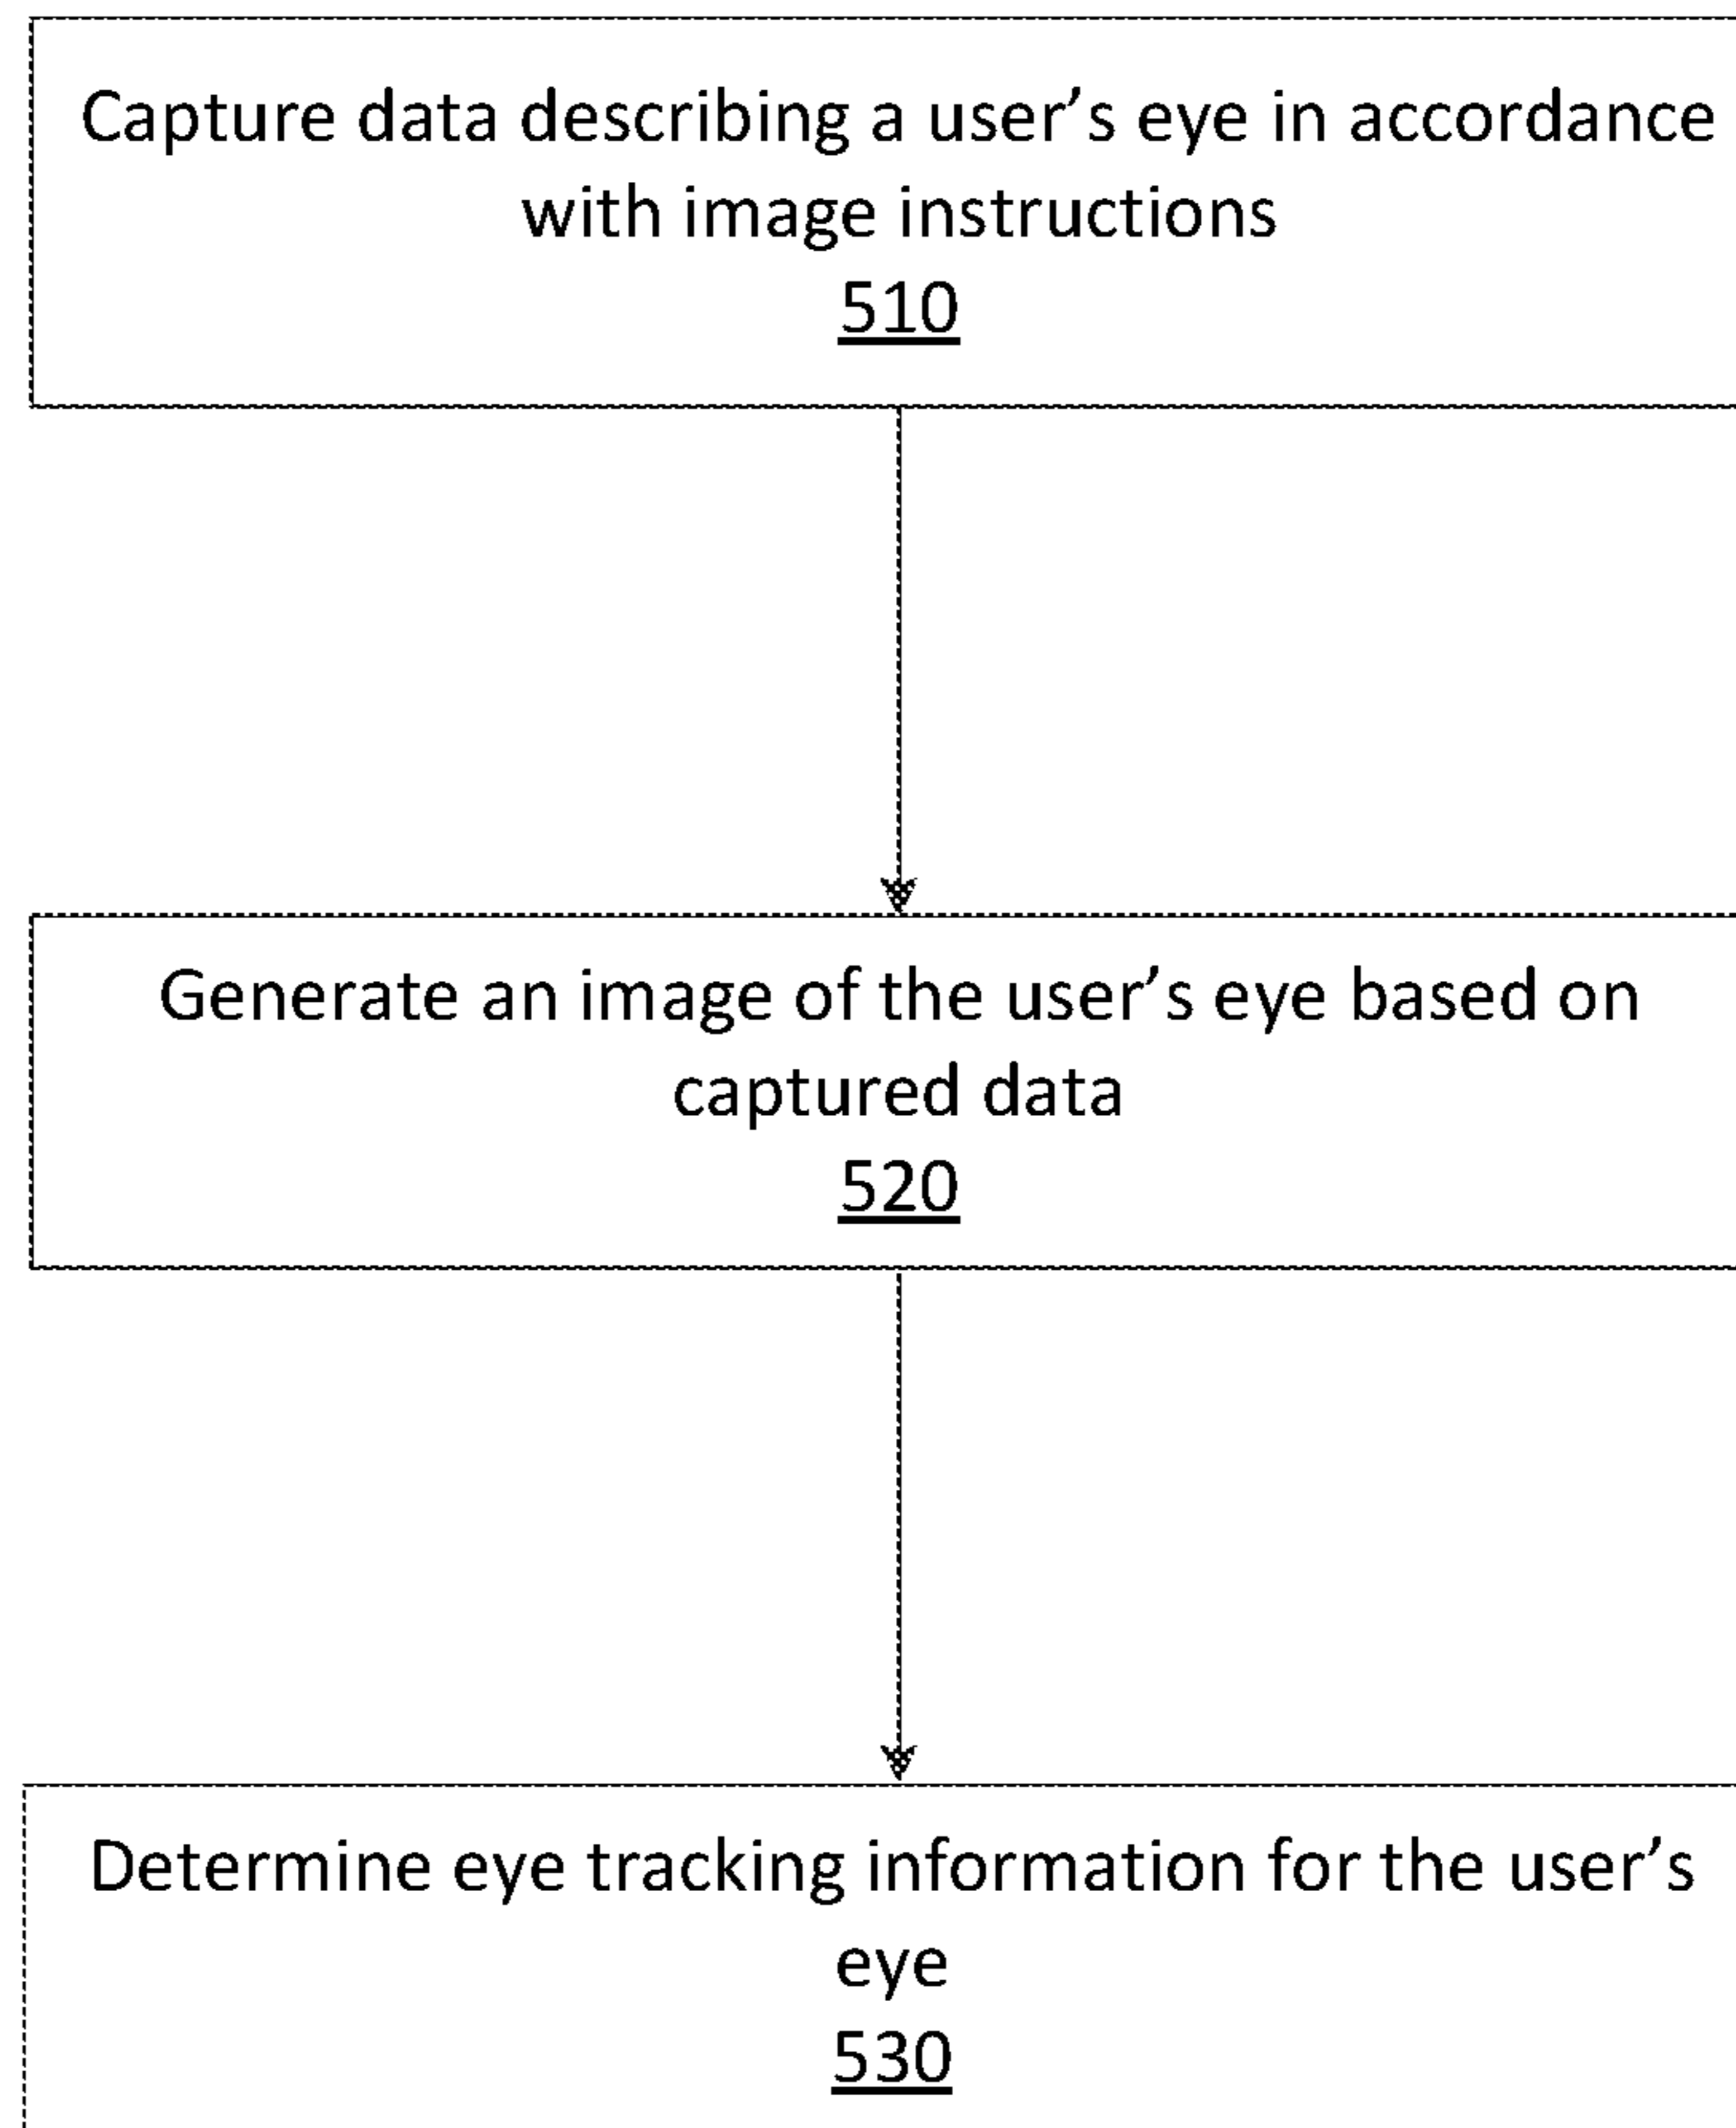 Capture data describing a user’s eye in accordance
with image instructions
510
Generate an image of the user’s eye based on
captured data
520
Determine eye tracking information for the user’s
eye
530